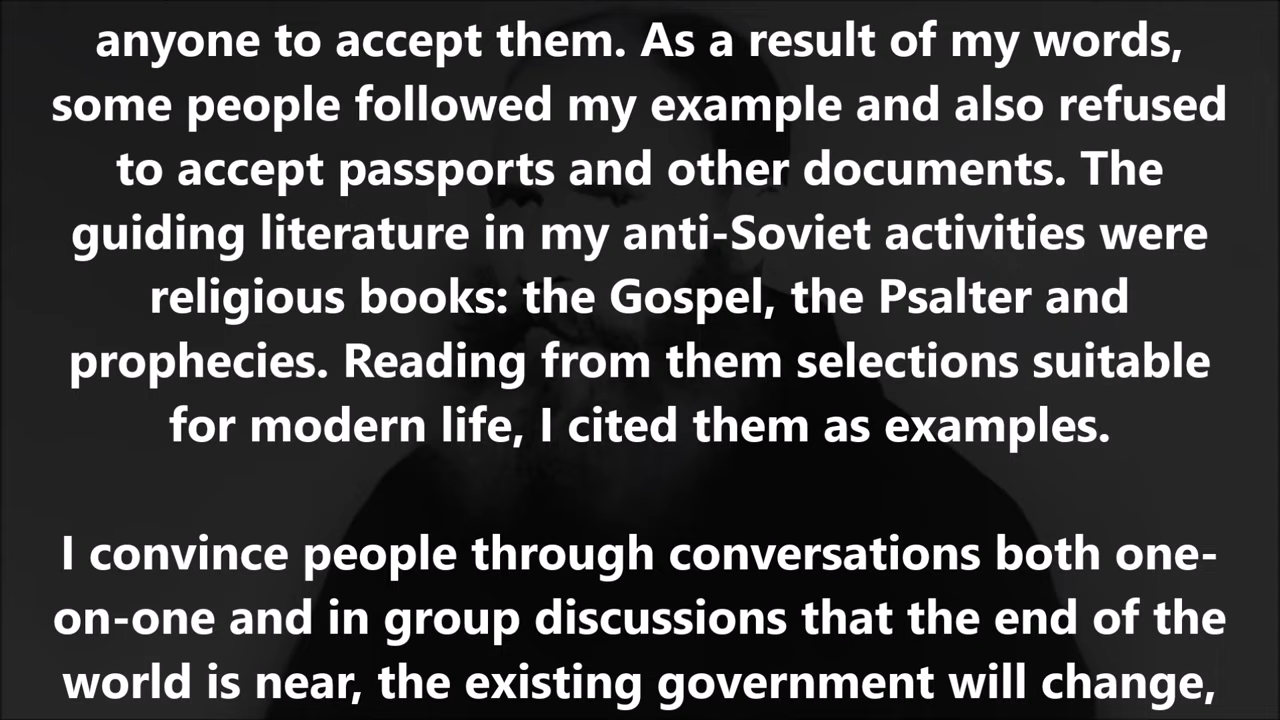 anyone to accept them. As a result of my words,
some people followed my example and also refused
to accept passports and other documents. The
guiding literature in my anti-Soviet activities were
religious books: the Gospel, the Psalter and
prophecies. Reading from them selections suitable
for modern life, I cited them as examples.
I convince people through conversations both one-
on-one and in group discussions that the end of the
world is near, the existing government will change,